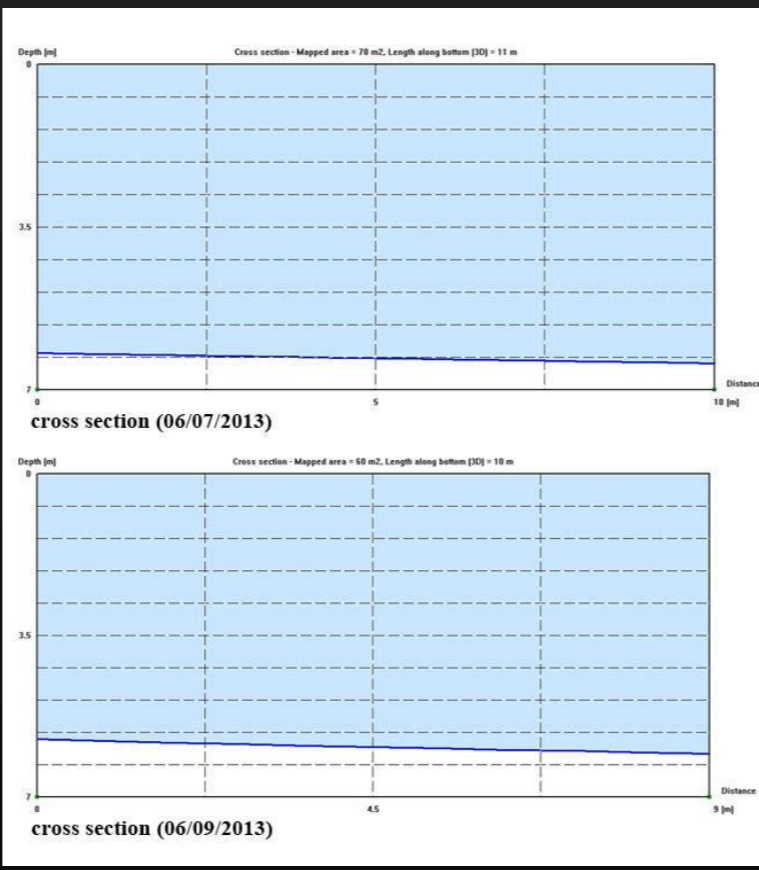 Depth [m]
Cross section - Mapped area = 70 m2, Length along bottom (3D) = 11 m
0
3.5
7
Distance
0
5
10 [m]
cross section (06/07/2013)
Depth [m]
Cross section - Mapped area = 60 m2, Length along bottom (3D) = 10 m
0
3.5
7
Distance
0
4.5
9 [m]
cross section (06/09/2013)